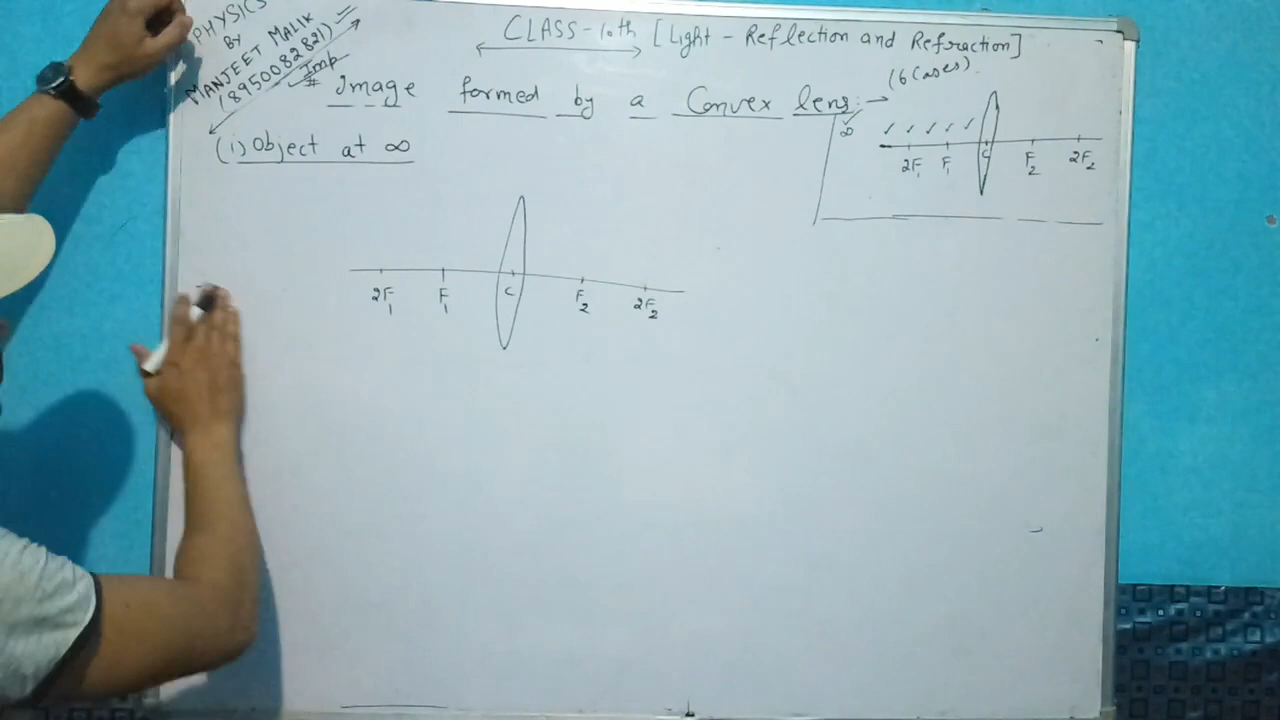 PHYSICS
BY
MANJEET MALIK
(8950082821)
Imp
CLASS-10th [Light - Reflection and Refraction]
# Image formed by a Convex lens :→ (6 Cases)
(i) Object at ∞
∞ 2F1 F1 C F2 2F2
2F1 F1 C F2 2F2